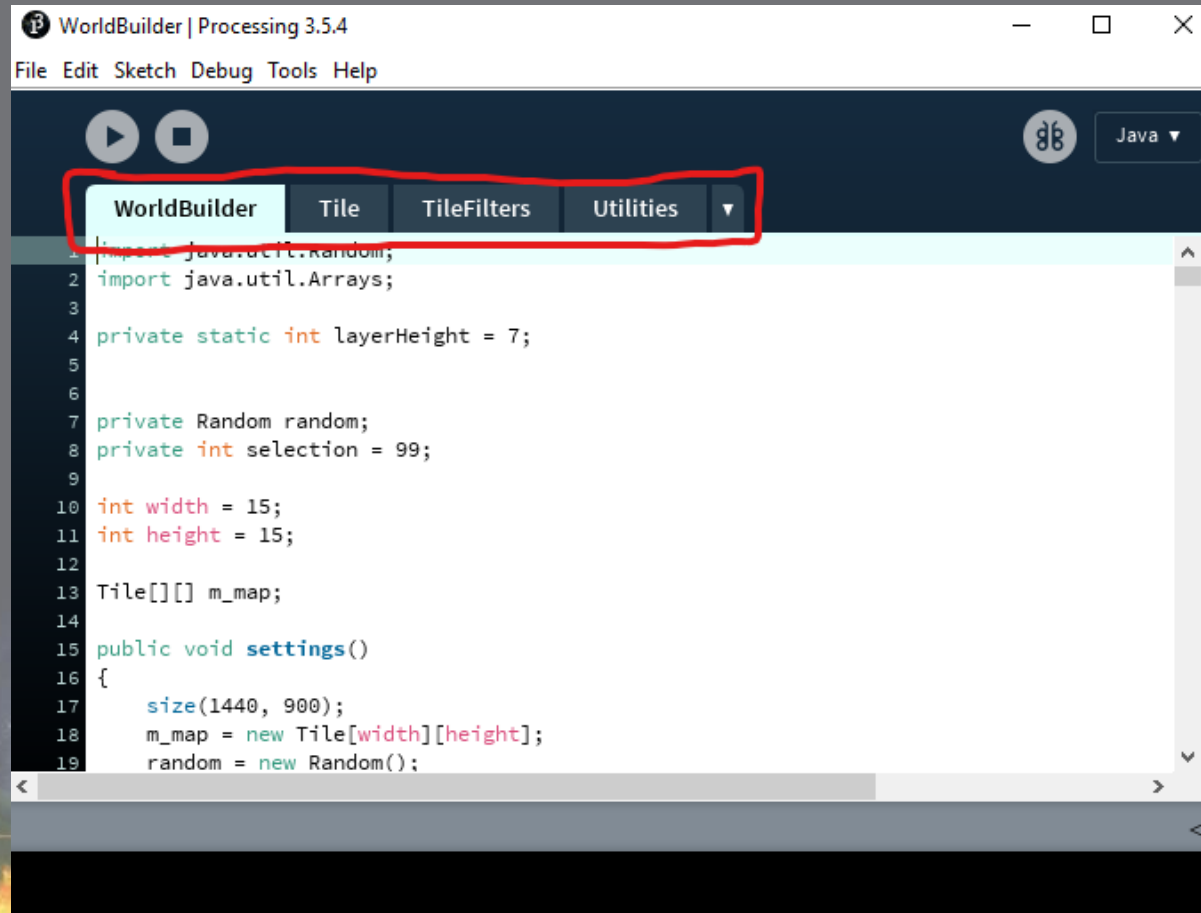 WorldBuilder | Processing 3.5.4
File Edit Sketch Debug Tools Help
Java ▼
WorldBuilder Tile TileFilters Utilities ▼
1 import java.util.Random;
2 import java.util.Arrays;
3
4 private static int layerHeight = 7;
5
6
7 private Random random;
8 private int selection = 99;
9
10 int width = 15;
11 int height = 15;
12
13 Tile[][] m_map;
14
15 public void settings()
16 {
17     size(1440, 900);
18     m_map = new Tile[width][height];
19     random = new Random();